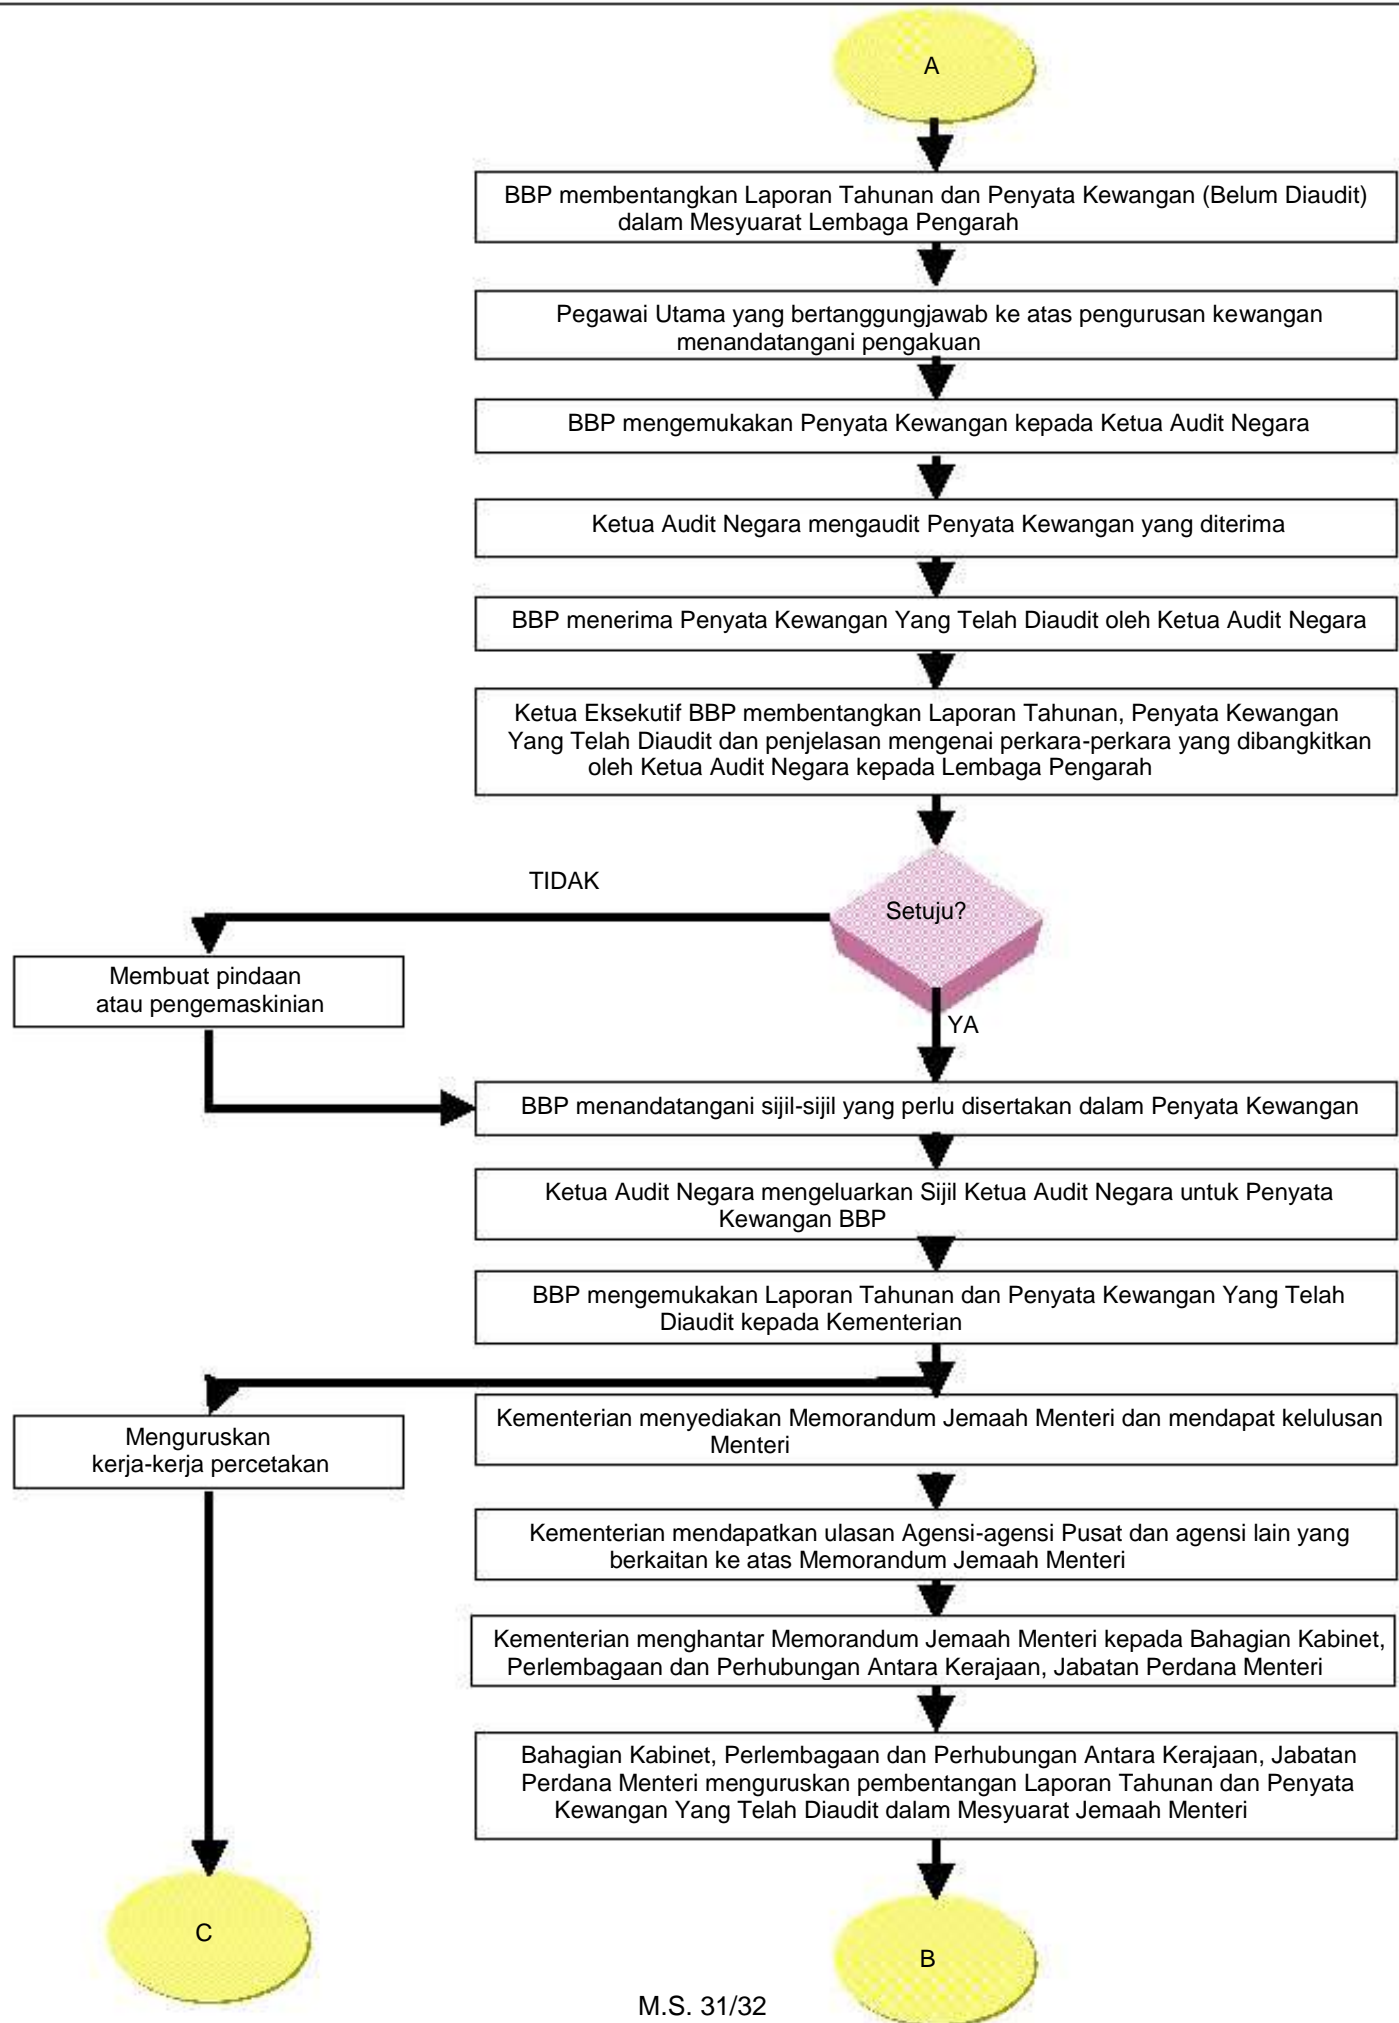 A
BBP membentangkan Laporan Tahunan dan Penyata Kewangan (Belum Diaudit)
dalam Mesyuarat Lembaga Pengarah
Pegawai Utama yang bertanggungjawab ke atas pengurusan kewangan
menandatangani pengakuan
BBP mengemukakan Penyata Kewangan kepada Ketua Audit Negara
Ketua Audit Negara mengaudit Penyata Kewangan yang diterima
BBP menerima Penyata Kewangan Yang Telah Diaudit oleh Ketua Audit Negara
Ketua Eksekutif BBP membentangkan Laporan Tahunan, Penyata Kewangan
Yang Telah Diaudit dan penjelasan mengenai perkara-perkara yang dibangkitkan
oleh Ketua Audit Negara kepada Lembaga Pengarah
TIDAK
Setuju?
Membuat pindaan
atau pengemaskinian
YA
BBP menandatangani sijil-sijil yang perlu disertakan dalam Penyata Kewangan
Ketua Audit Negara mengeluarkan Sijil Ketua Audit Negara untuk Penyata
Kewangan BBP
BBP mengemukakan Laporan Tahunan dan Penyata Kewangan Yang Telah
Diaudit kepada Kementerian
Kementerian menyediakan Memorandum Jemaah Menteri dan mendapat kelulusan
Menteri
Menguruskan
kerja-kerja percetakan
Kementerian mendapatkan ulasan Agensi-agensi Pusat dan agensi lain yang
berkaitan ke atas Memorandum Jemaah Menteri
Kementerian menghantar Memorandum Jemaah Menteri kepada Bahagian Kabinet,
Perlembagaan dan Perhubungan Antara Kerajaan, Jabatan Perdana Menteri
Bahagian Kabinet, Perlembagaan dan Perhubungan Antara Kerajaan, Jabatan
Perdana Menteri menguruskan pembentangan Laporan Tahunan dan Penyata
Kewangan Yang Telah Diaudit dalam Mesyuarat Jemaah Menteri
C
B
M.S. 31/32